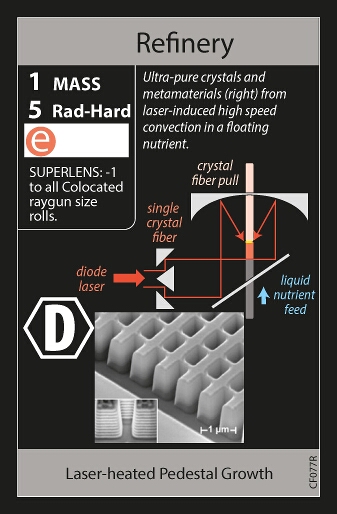 Refinery
1 MASS
5 Rad-Hard
e
SUPERLENS: -1
to all Colocated
raygun size
rolls.
Ultra-pure crystals and
metamaterials (right) from
laser-induced high speed
convection in a floating
nutrient.
crystal
fiber pull
single
crystal
fiber
diode
laser
liquid
nutrient
feed
D
1 µm
Laser-heated Pedestal Growth
CF077R